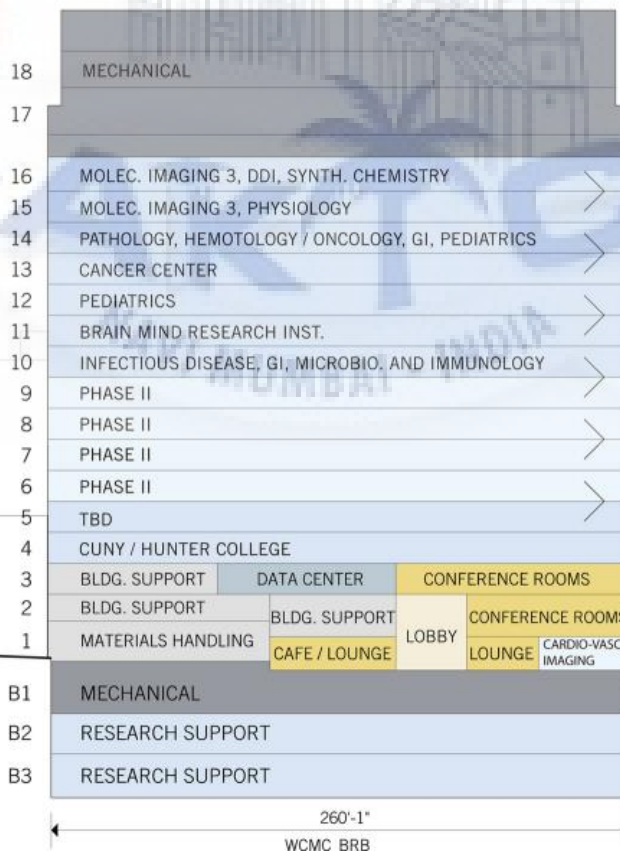 18 MECHANICAL
17
16 MOLEC. IMAGING 3, DDI, SYNTH. CHEMISTRY
15 MOLEC. IMAGING 3, PHYSIOLOGY
14 PATHOLOGY, HEMOTOLOGY / ONCOLOGY, GI, PEDIATRICS
13 CANCER CENTER
12 PEDIATRICS
11 BRAIN MIND RESEARCH INST.
10 INFECTIOUS DISEASE, GI, MICROBIO. AND IMMUNOLOGY
9 PHASE II
8 PHASE II
7 PHASE II
6 PHASE II
5 TBD
4 CUNY / HUNTER COLLEGE
3 BLDG. SUPPORT DATA CENTER CONFERENCE ROOMS
2 BLDG. SUPPORT BLDG. SUPPORT LOBBY CONFERENCE ROOMS
1 MATERIALS HANDLING CAFE / LOUNGE LOUNGE CARDIO-VASC
IMAGING
B1 MECHANICAL
B2 RESEARCH SUPPORT
B3 RESEARCH SUPPORT
260'-1"
WCMC BRB
NAVI MUMBAI - INDIA